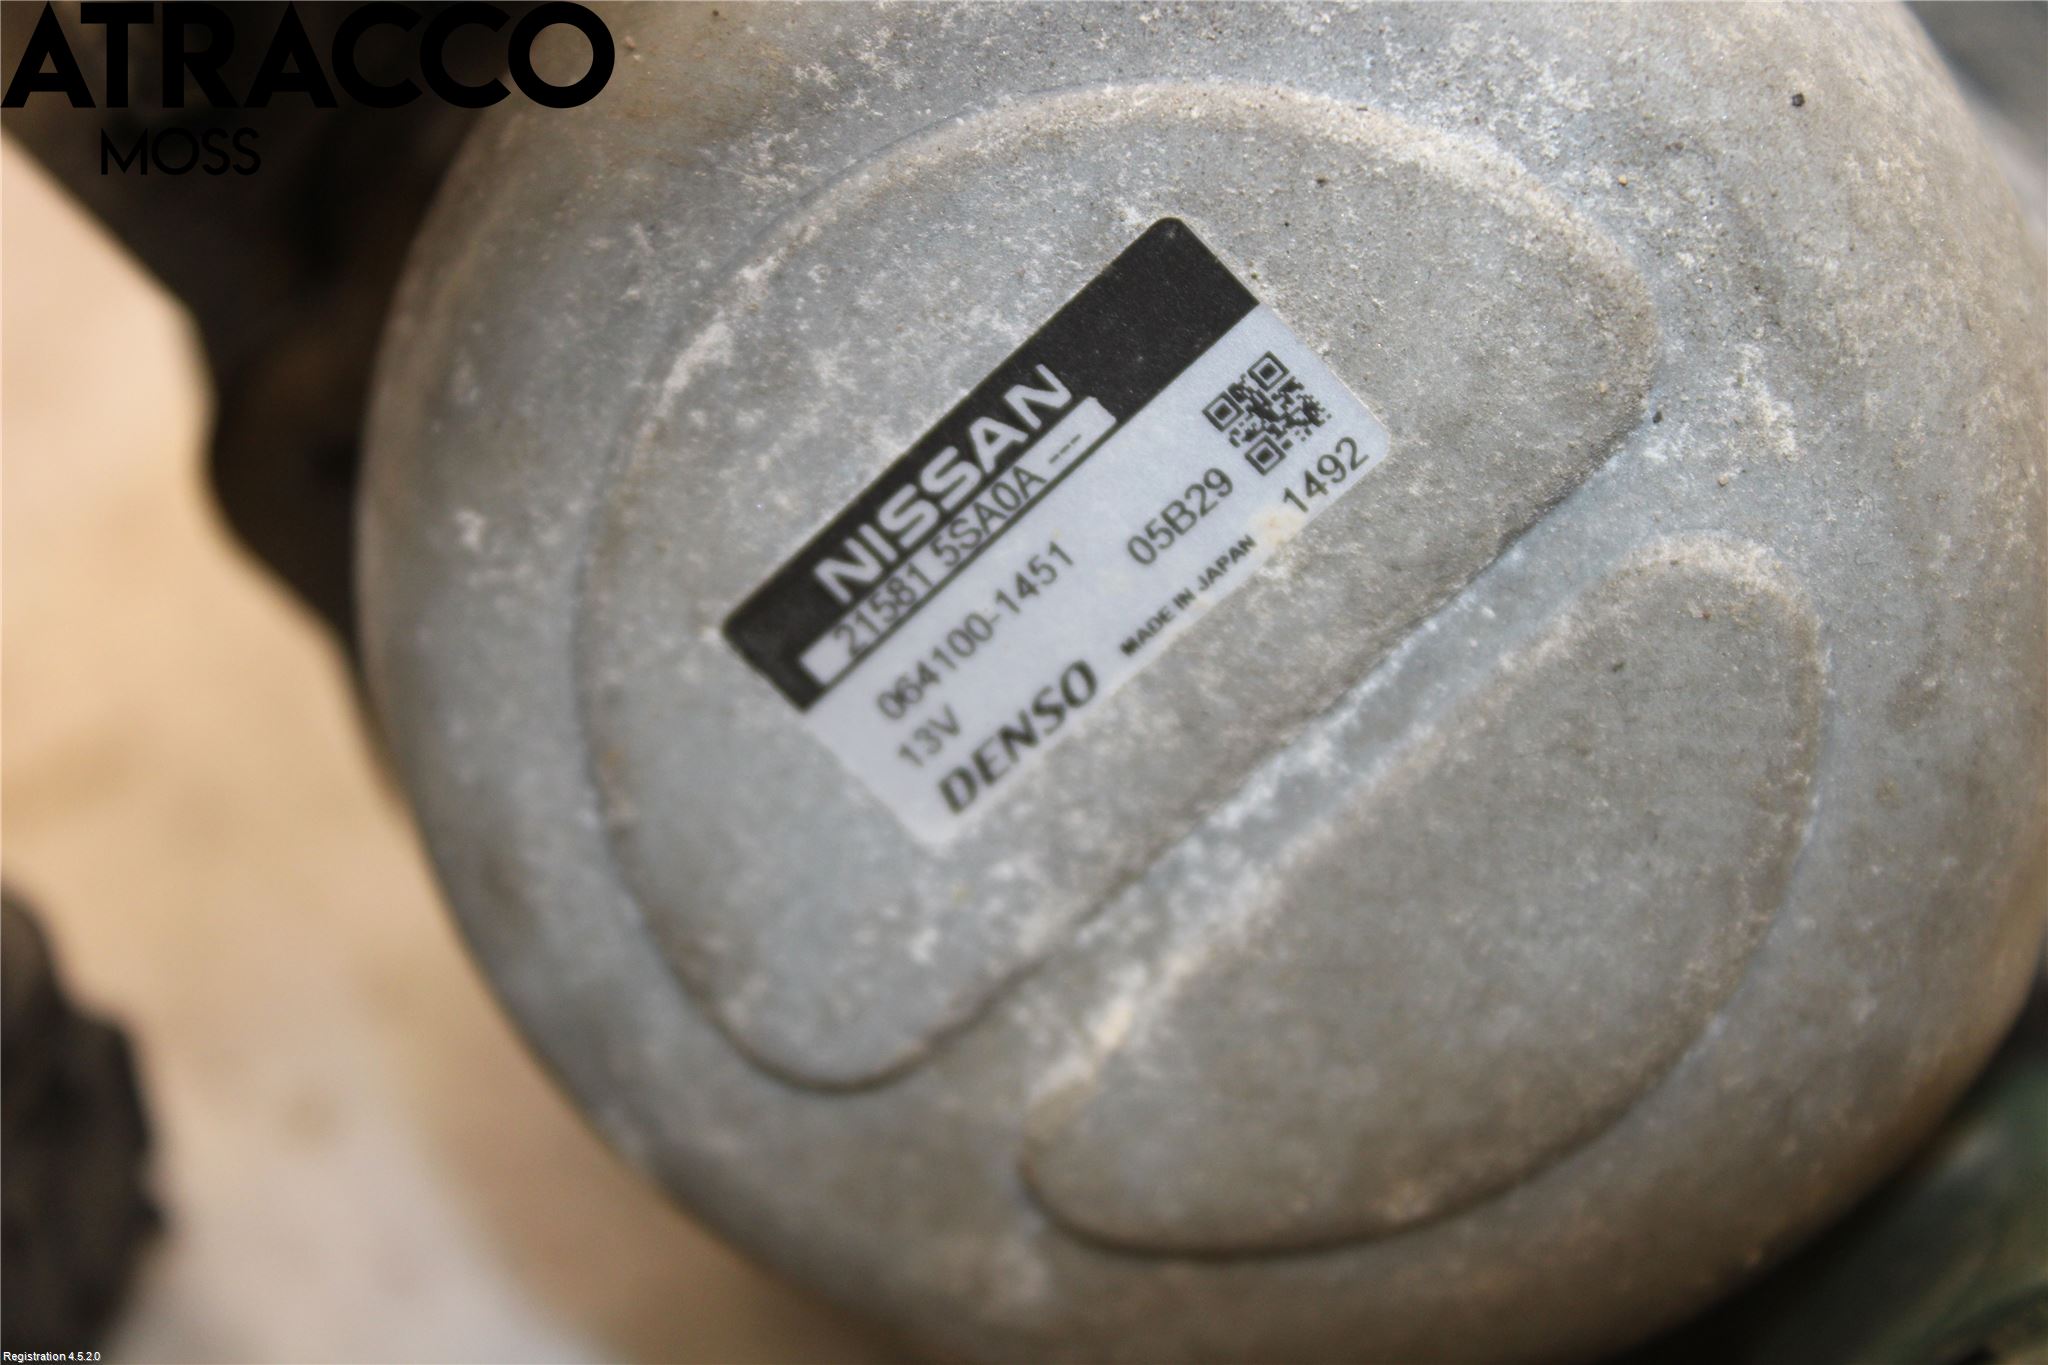 ATRACCO
MOSS
NISSAN
21581 5SA0A ---
064100-1451 05B29
13V
DENSO MADE IN JAPAN 1492
Registration 4.5.2.0